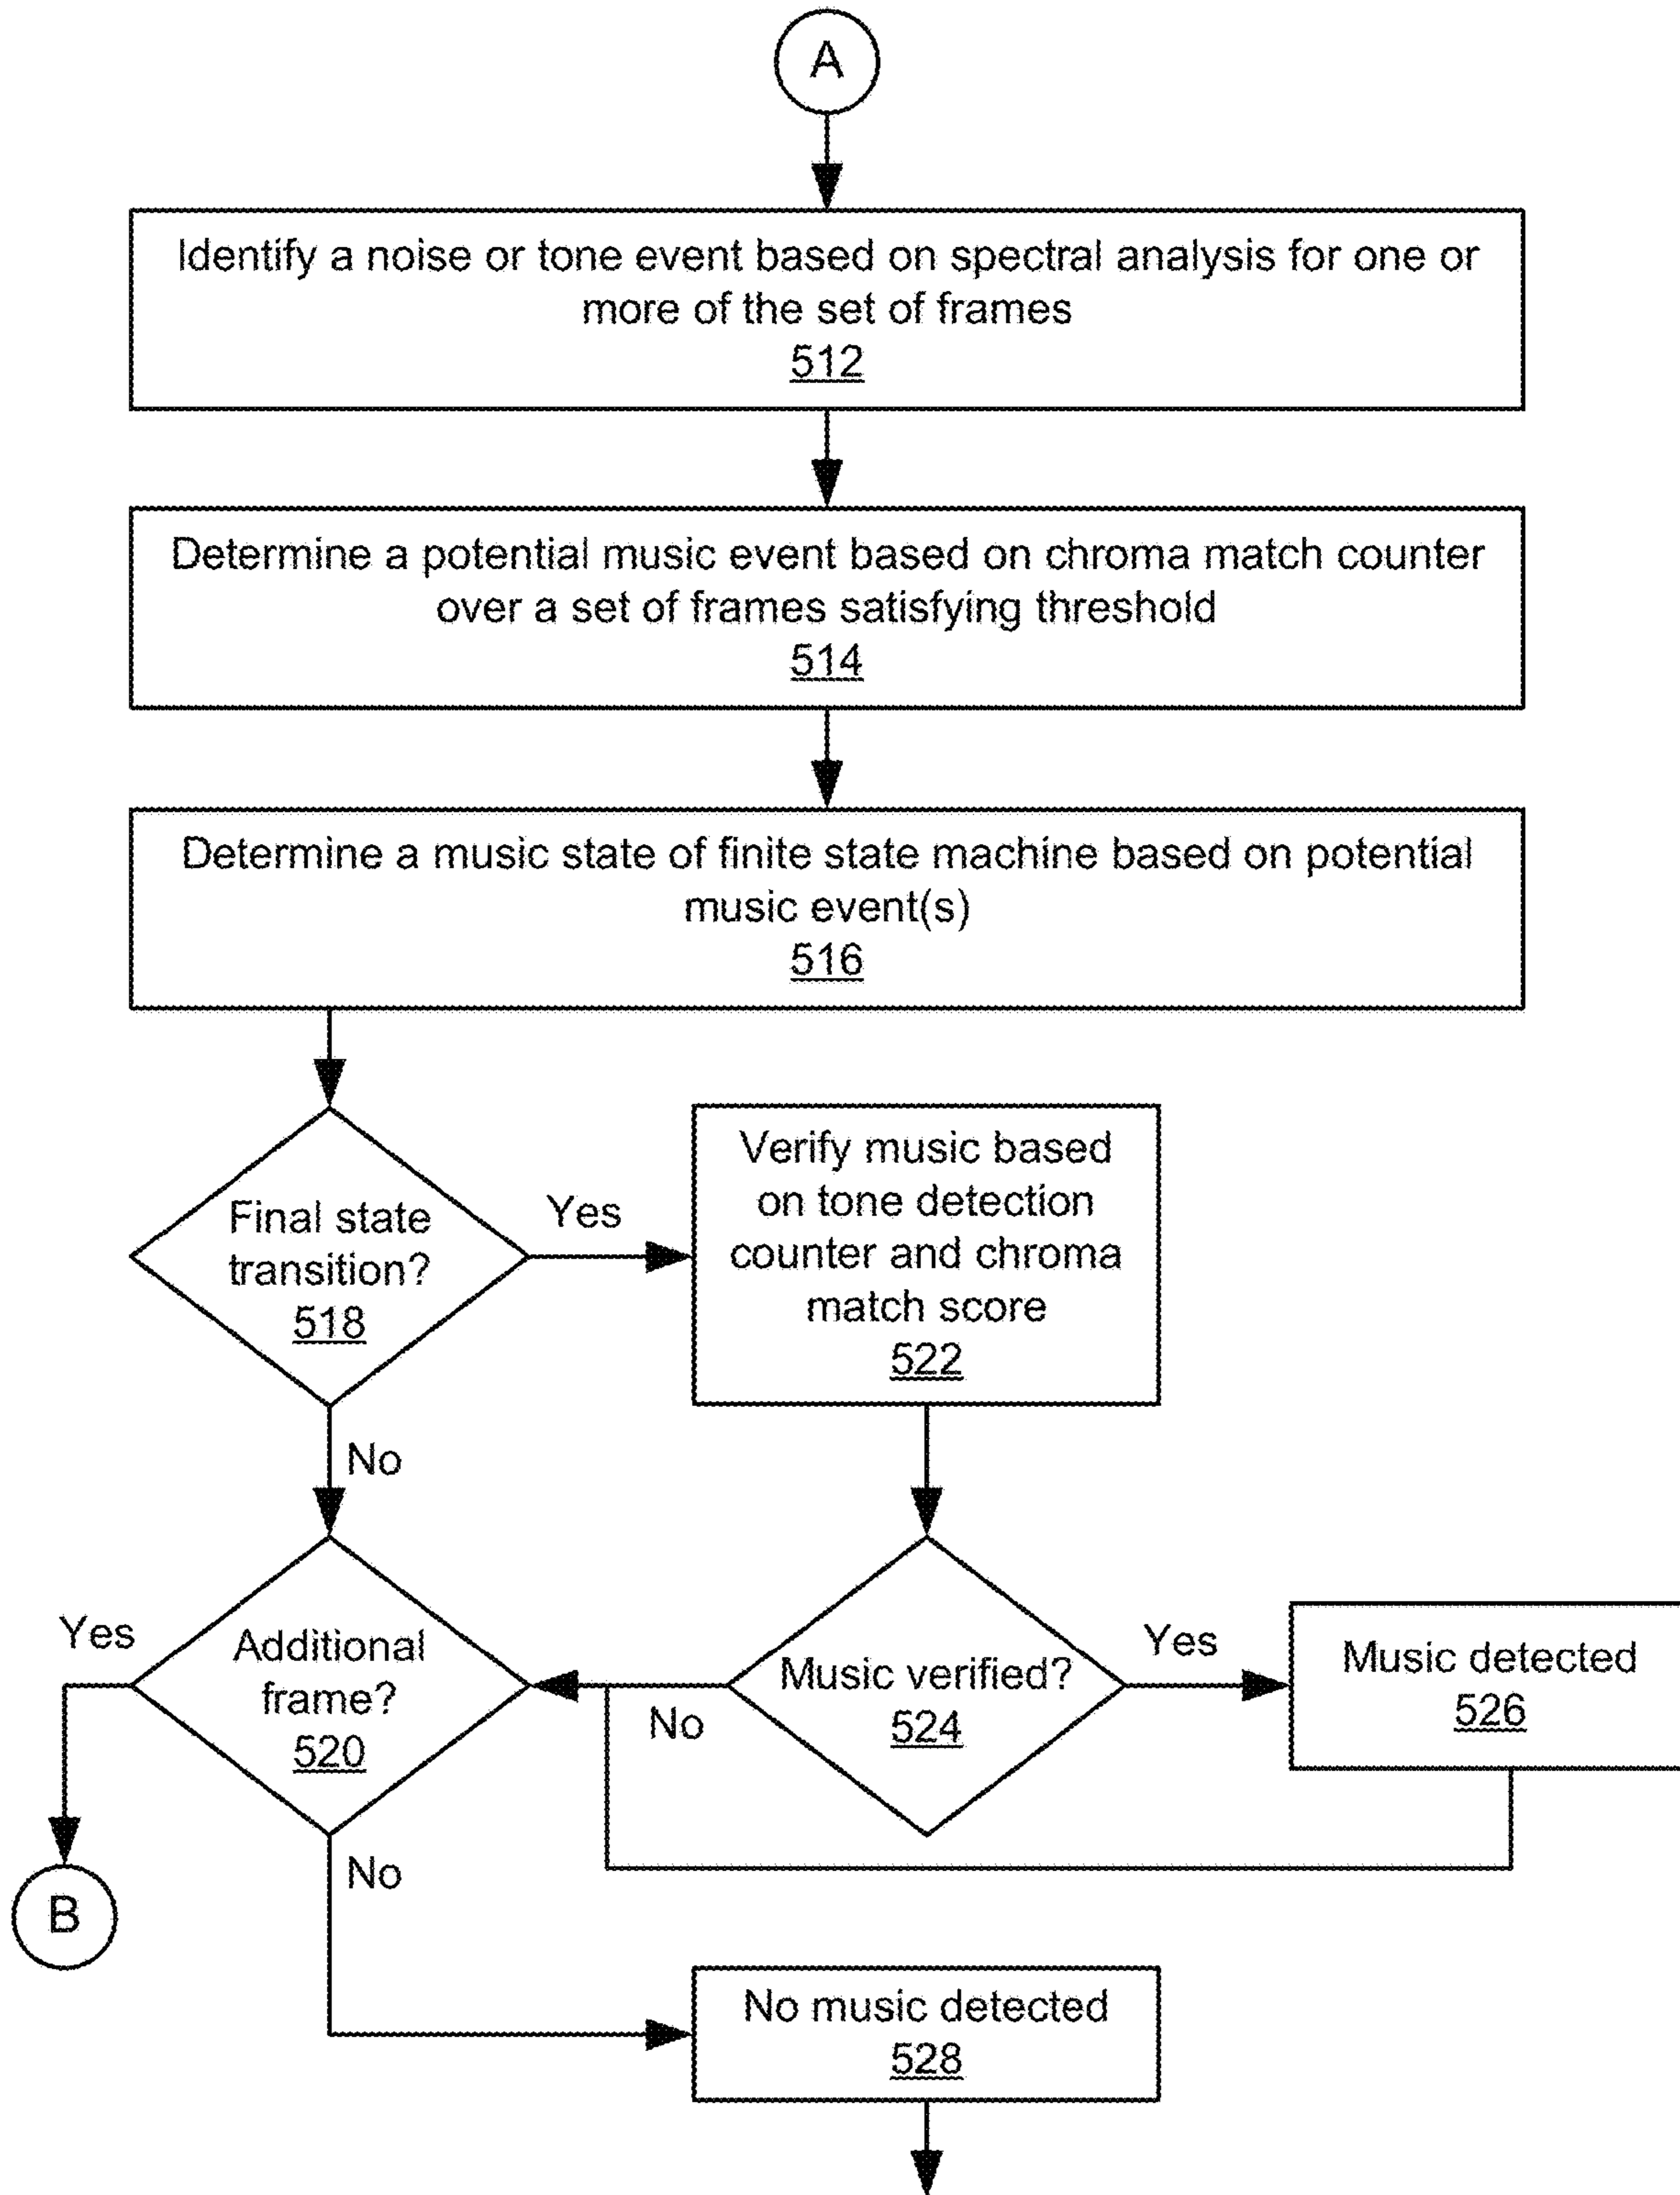 A
Identify a noise or tone event based on spectral analysis for one or
more of the set of frames
512
Determine a potential music event based on chroma match counter
over a set of frames satisfying threshold
514
Determine a music state of finite state machine based on potential
music event(s)
516
Final state
transition?
518
Yes
Verify music based
on tone detection
counter and chroma
match score
522
No
Yes
Additional
frame?
520
No
Music verified?
524
Yes
Music detected
526
B
No
No music detected
528